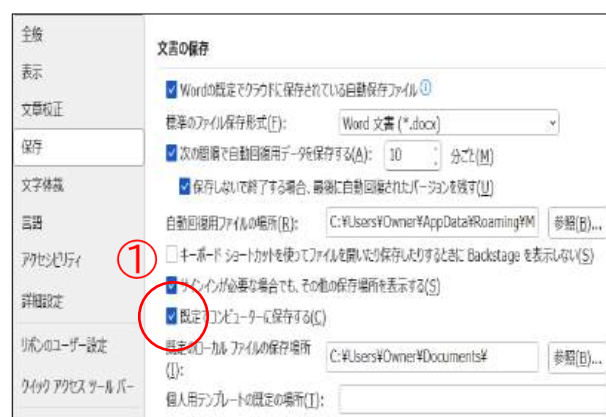 全般
表示
文章校正
保存
文字体裁
言語
アクセシビリティ
詳細設定
リボンのユーザー設定
クイック アクセス ツール バー
文書の保存
Wordの既定でクラウドに保存されている自動保存ファイル
標準のファイル保存形式(F): Word 文書 (*.docx)
次の間隔で自動回復用データを保存する(A): 10 分ごと(M)
保存しないで終了する場合、最後に自動回復されたバージョンを残す(U)
自動回復用ファイルの場所(R): C:¥Users¥Owner¥AppData¥Roaming¥M 参照(B)...
① キーボード ショートカットを使ってファイルを開いたり保存したりするときに Backstage を表示しない(S)
サインインが必要な場合でも、その他の保存場所を表示する(S)
既定でコンピューターに保存する(C)
既定のローカル ファイルの保存場所 C:¥Users¥Owner¥Documents¥ 参照(B)...
(I):
個人用テンプレートの既定の場所(T):